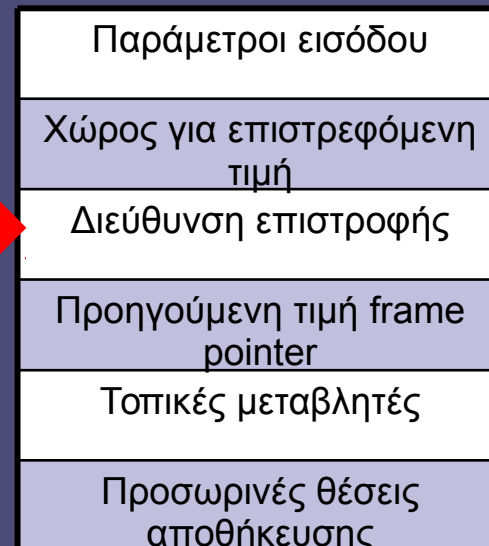 Παράμετροι εισόδου
Χώρος για επιστρεφόμενη
τιμή
Διεύθυνση επιστροφής
Προηγούμενη τιμή frame
pointer
Τοπικές μεταβλητές
Προσωρινές θέσεις
αποθήκευσης